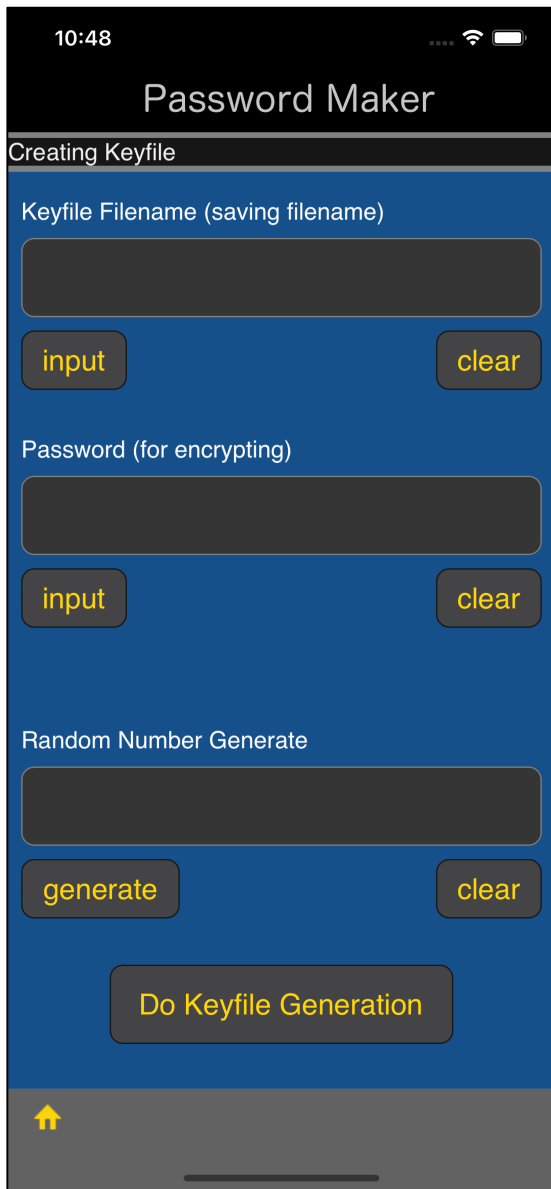 10:48
Password Maker
Creating Keyfile
Keyfile Filename (saving filename)
input clear
Password (for encrypting)
input clear
Random Number Generate
generate clear
Do Keyfile Generation